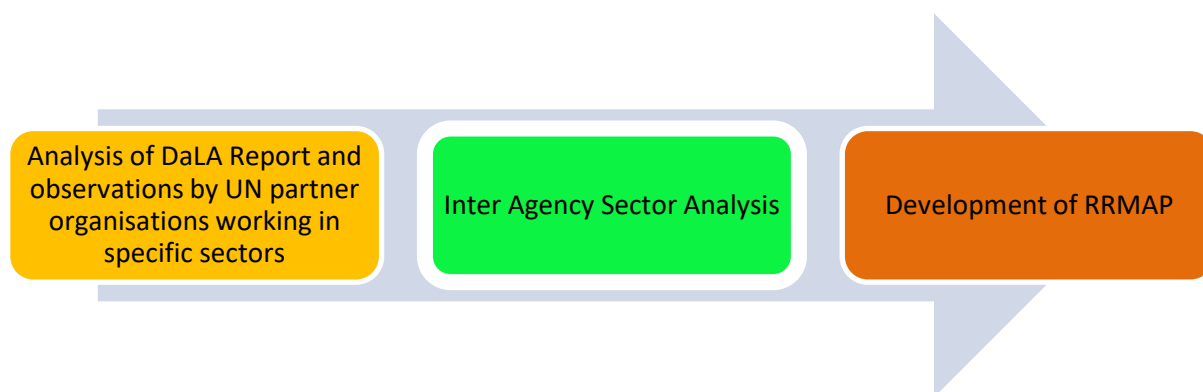 Analysis of DaLA Report and
observations by UN partner
organisations working in
specific sectors
Inter Agency Sector Analysis
Development of RRMAP